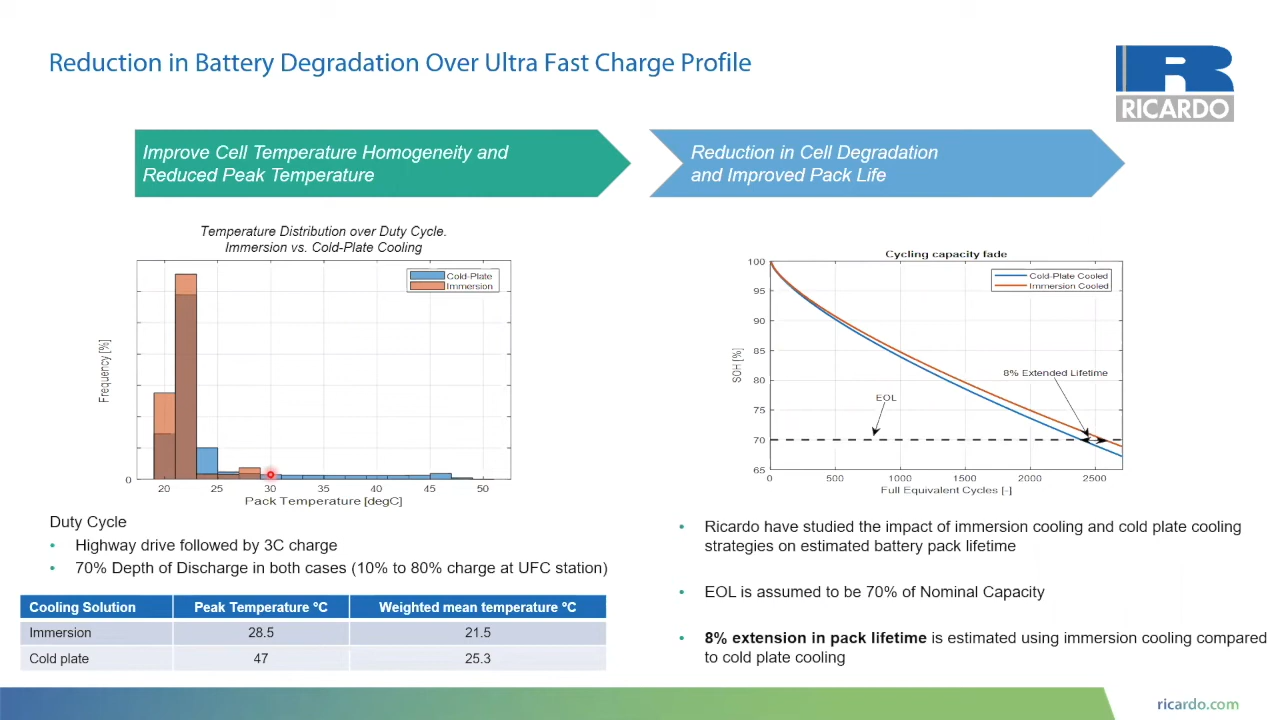 Reduction in Battery Degradation Over Ultra Fast Charge Profile
RICARDO
Improve Cell Temperature Homogeneity and
Reduced Peak Temperature
Reduction in Cell Degradation
and Improved Pack Life
Temperature Distribution over Duty Cycle.
Immersion vs. Cold-Plate Cooling
Cold-Plate
Immersion
Frequency [%]
0
20 25 30 35 40 45 50
Pack Temperature [degC]
Cycling capacity fade
Cold-Plate Cooled
Immersion Cooled
8% Extended Lifetime
EOL
SOH [%]
100
95
90
85
80
75
70
65
0 500 1000 1500 2000 2500
Full Equivalent Cycles [-]
Duty Cycle
• Highway drive followed by 3C charge
• 70% Depth of Discharge in both cases (10% to 80% charge at UFC station)
Cooling Solution Peak Temperature °C Weighted mean temperature °C
Immersion 28.5 21.5
Cold plate 47 25.3
• Ricardo have studied the impact of immersion cooling and cold plate cooling
strategies on estimated battery pack lifetime
• EOL is assumed to be 70% of Nominal Capacity
• 8% extension in pack lifetime is estimated using immersion cooling compared
to cold plate cooling
ricardo.com